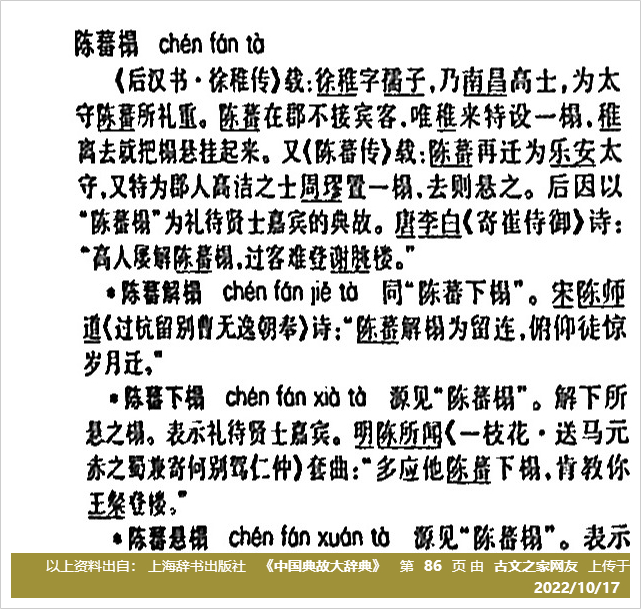 陈蕃榻 chén fán tà
《后汉书·徐稚传》载：徐稚字孺子，乃南昌高士，为太
守陈蕃所礼重。陈蕃在郡不接宾客，唯稚来特设一榻，稚
离去就把榻悬挂起来。又《陈蕃传》载：陈蕃再迁为乐安太
守，又特为郡人高洁之士周璆置一榻，去则悬之。后因以
“陈蕃榻”为礼待贤士嘉宾的典故。唐李白《寄崔侍御》诗：
“高人屡解陈蕃榻，过客难登谢朓楼。”
•陈蕃解榻 chén fán jiě tà 同“陈蕃下榻”。宋陈师
道《过杭留别曹无逸朝奉》诗：“陈蕃解榻为留连，俯仰徒惊
岁月迁。”
•陈蕃下榻 chén fán xià tà 源见“陈蕃榻”。解下所
悬之榻。表示礼待贤士嘉宾。明陈所闻《一枝花·送马元
赤之蜀兼寄何别驾仁仲》套曲：“多应他陈蕃下榻，肯教你
王粲登楼。”
•陈蕃悬榻 chén fán xuán tà 源见“陈蕃榻”。表示
以上资料出自： 上海辞书出版社 《中国典故大辞典》 第 86 页 由 古文之家网友 上传于
2022/10/17